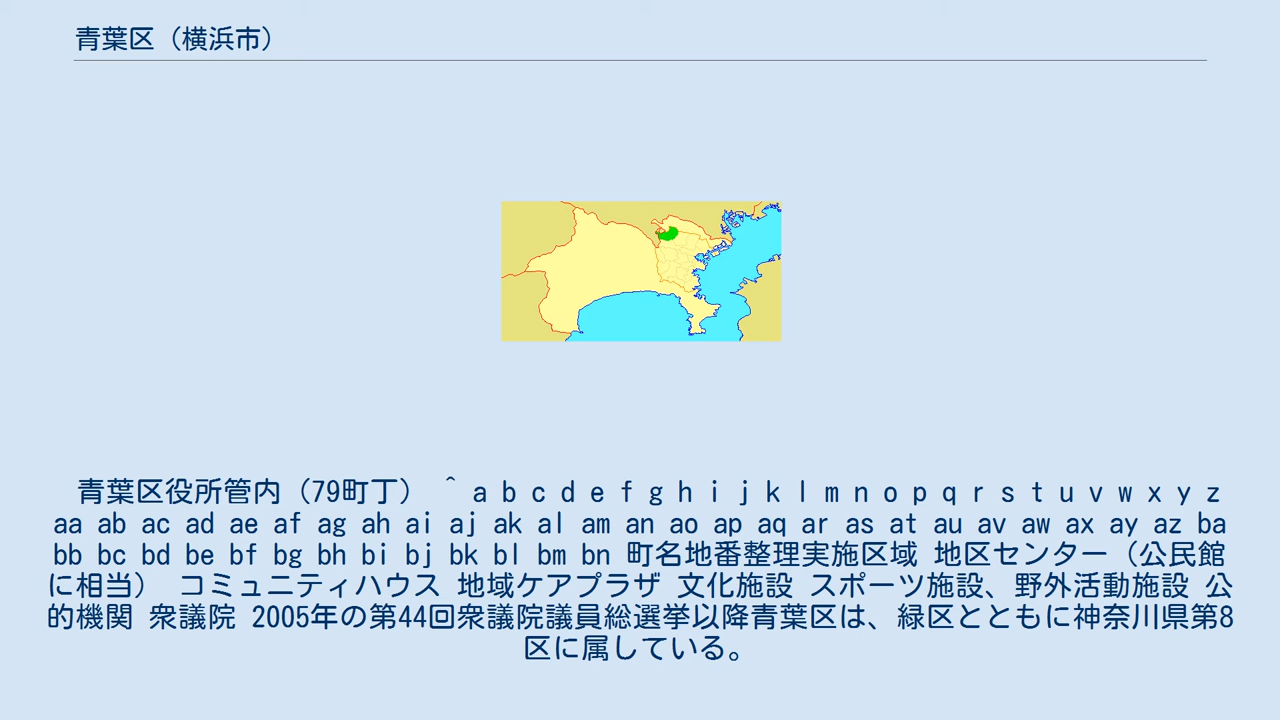 青葉区（横浜市）
青葉区役所管内（79町丁） ^ a b c d e f g h i j k l m n o p q r s t u v w x y z
aa ab ac ad ae af ag ah ai aj ak al am an ao ap aq ar as at au av aw ax ay az ba
bb bc bd be bf bg bh bi bj bk bl bm bn 町名地番整理実施区域 地区センター（公民館
に相当） コミュニティハウス 地域ケアプラザ 文化施設 スポーツ施設、野外活動施設 公
的機関 衆議院 2005年の第44回衆議院議員総選挙以降青葉区は、緑区とともに神奈川県第8
区に属している。